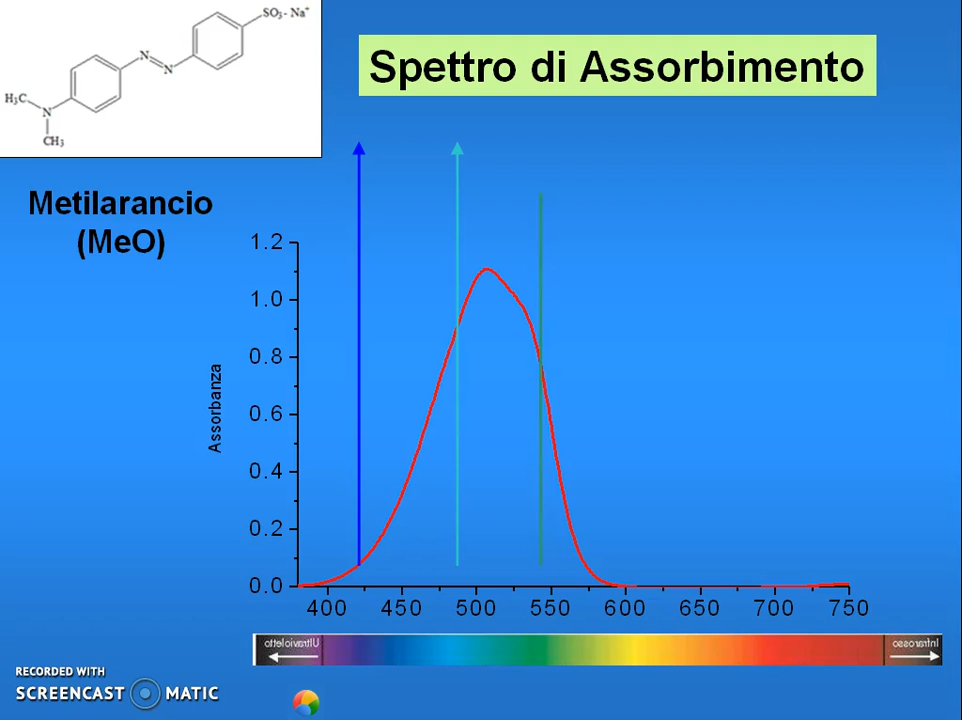 SO₃- Na⁺
N
N
H₃C
N
CH₃
Spettro di Assorbimento
Metilarancio
(MeO)
Assorbanza
1.2
1.0
0.8
0.6
0.4
0.2
0.0
400 450 500 550 600 650 700 750
Ultravioletto
Infrarosso
RECORDED WITH
SCREENCAST MATIC